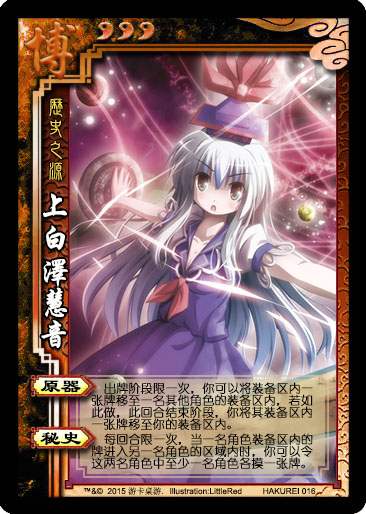 博
歷史之源
上白澤慧音
原器
出牌阶段限一次，你可以将装备区内一
张牌移至一名其他角色的装备区内，若如
此做，此回合结束阶段，你将其装备区内
一张牌移至你的装备区内。
秘史
每回合限一次，当一名角色装备区内的
牌进入另一名角色的区域内时，你可以令
这两名角色中至少一名角色各摸一张牌。
™&© 2015 游卡桌游. Illustration:LittleRed HAKUREI 016